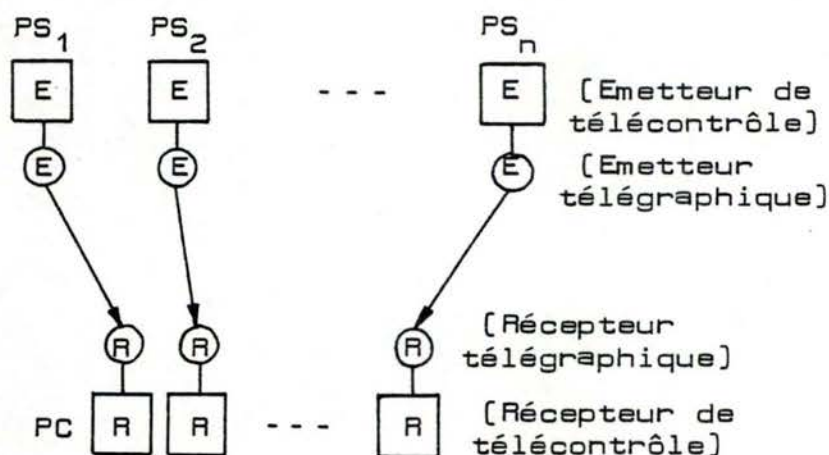 PS1 PS2 PSn
E E --- E [Emetteur de
télécontrôle]
E E E [Emetteur
télégraphique]
R R R [Récepteur
télégraphique]
PC R R --- R [Récepteur de
télécontrôle]